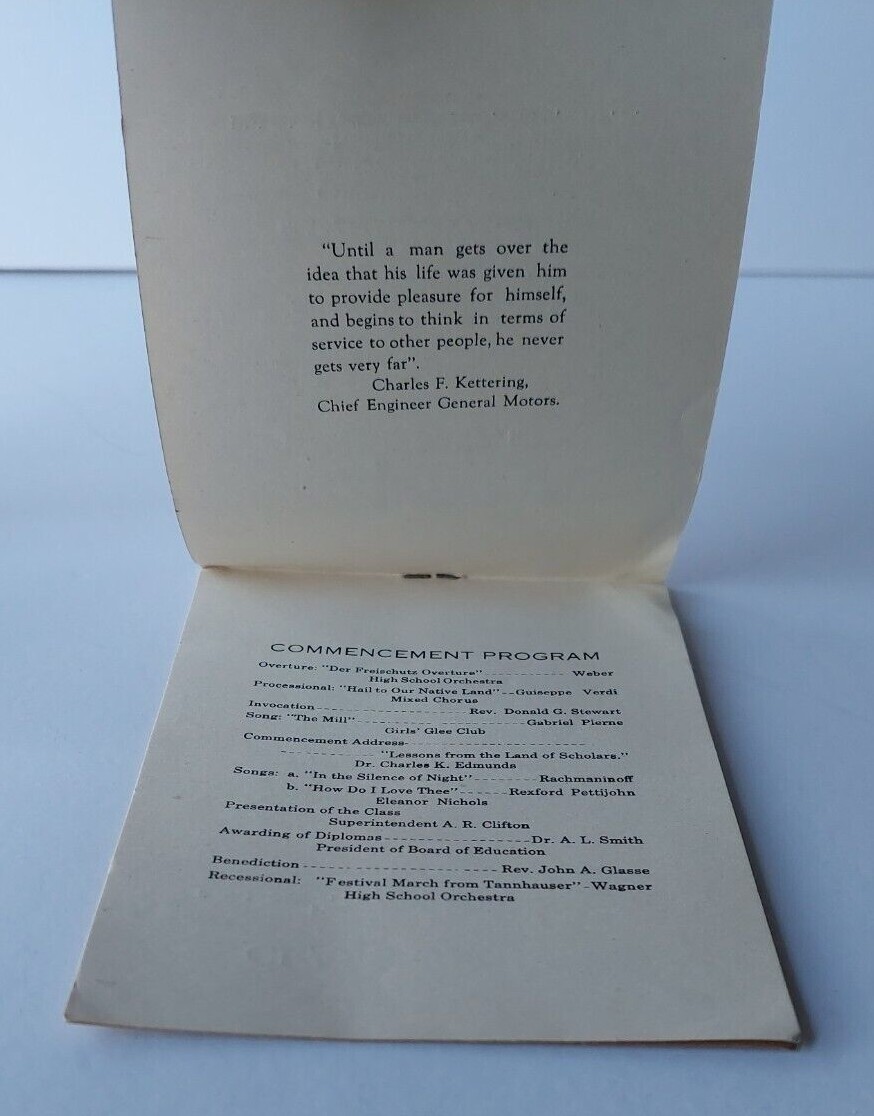 "Until a man gets over the
idea that his life was given him
to provide pleasure for himself,
and begins to think in terms of
service to other people, he never
gets very far".
Charles F. Kettering,
Chief Engineer General Motors.
COMMENCEMENT PROGRAM
Overture: "Der Freischutz Overture" ------------- Weber
High School Orchestra
Processional: "Hail to Our Native Land"--Guiseppe Verdi
Mixed Chorus
Invocation-----------------------Rev. Donald G. Stewart
Song: "The Mill"-------------------------Gabriel Pierne
Girls' Glee Club
Commencement Address-----------------------------
-------------- "Lessons from the Land of Scholars."
Dr. Charles K. Edmunds
Songs: a. "In the Silence of Night"---------Rachmaninoff
b. "How Do I Love Thee"------Rexford Pettijohn
Eleanor Nichols
Presentation of the Class
Superintendent A. R. Clifton
Awarding of Diplomas---------------------Dr. A. L. Smith
President of Board of Education
Benediction ---------------------------- Rev. John A. Glasse
Recessional: "Festival March from Tannhauser"-Wagner
High School Orchestra